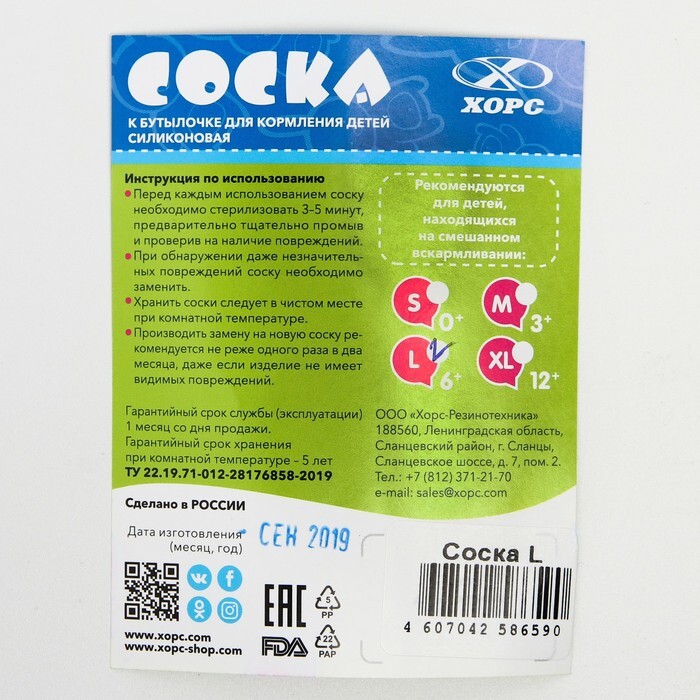 СОСКА
К БУТЫЛОЧКЕ ДЛЯ КОРМЛЕНИЯ ДЕТЕЙ
СИЛИКОНОВАЯ
ХОРС
Инструкция по использованию
• Перед каждым использованием соску
необходимо стерилизовать 3–5 минут,
предварительно тщательно промыв
и проверив на наличие повреждений.
• При обнаружении даже незначитель-
ных повреждений соску необходимо
заменить.
• Хранить соски следует в чистом месте
при комнатной температуре.
• Производить замену на новую соску ре-
комендуется не реже одного раза в два
месяца, даже если изделие не имеет
видимых повреждений.
Рекомендуются
для детей,
находящихся
на смешанном
вскармливании:
S 0+
M 3+
L 6+
XL 12+
Гарантийный срок службы (эксплуатации)
1 месяц со дня продажи.
Гарантийный срок хранения
при комнатной температуре – 5 лет
ТУ 22.19.71-012-28176858-2019
ООО «Хорс-Резинотехника»
188560, Ленинградская область,
Сланцевский район, г. Сланцы,
Сланцевское шоссе, д. 7, пом. 2.
Тел.: +7 (812) 371-21-70
e-mail: sales@xopc.com
Сделано в РОССИИ
Дата изготовления
(месяц, год)
СЕН 2019
www.xopc.com
www.xopc-shop.com
EAC
FDA
5
PP
22
PAP
Соска L
4 607042 586590